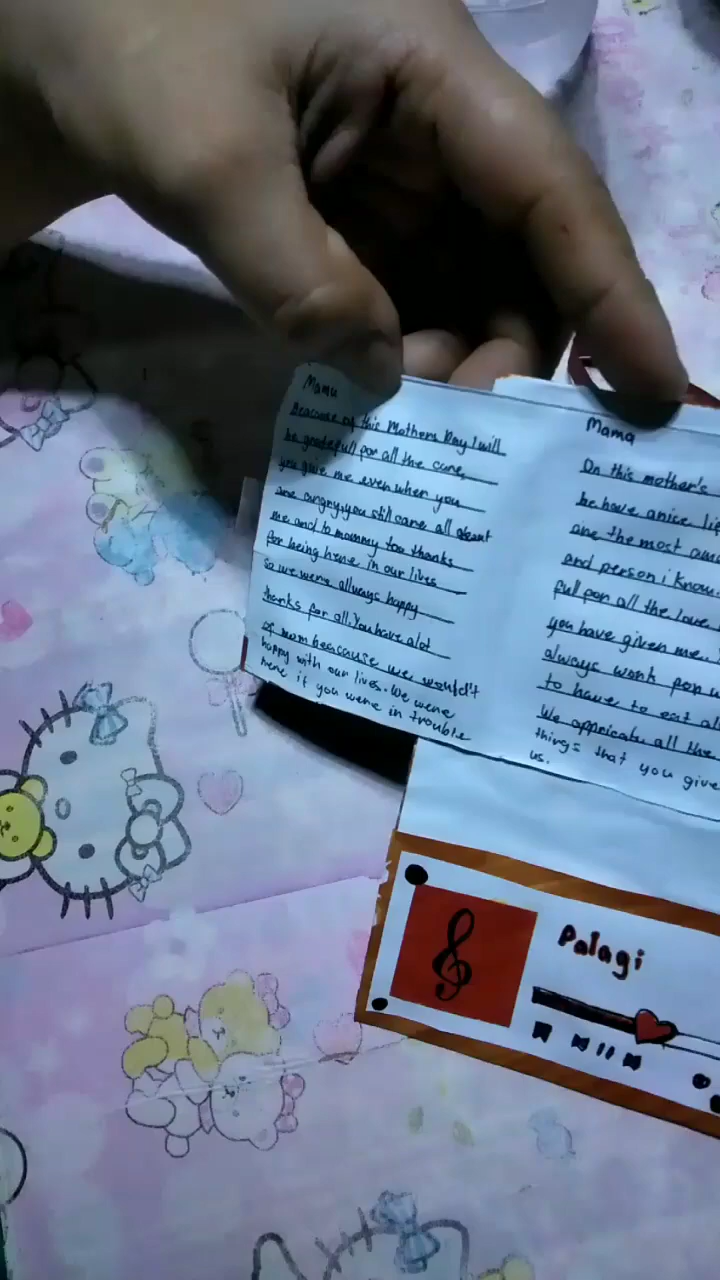 Mama
Beacause of this Mothers Day I will
be gratefull for all the care
you give me even when you
are angry, you still care all about
me and to mommy too thanks
for being here in our lives
so we were allways happy
thanks for all. You have alot
of mom beacause we wouldn't
happy with our lives. We were
here if you were in trouble
Mama
On this mother's
be have a nice
are the most
and person i know.
full for all the love
you have given me.
always work for
to have to eat
We appricate all the
things that you give
us.
Palagi